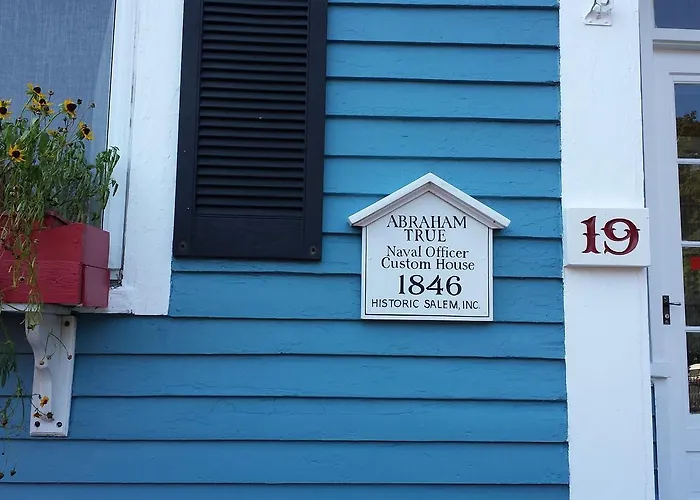 ABRAHAM
TRUE
Naval Officer
Custom House
1846
HISTORIC SALEM, INC.
19